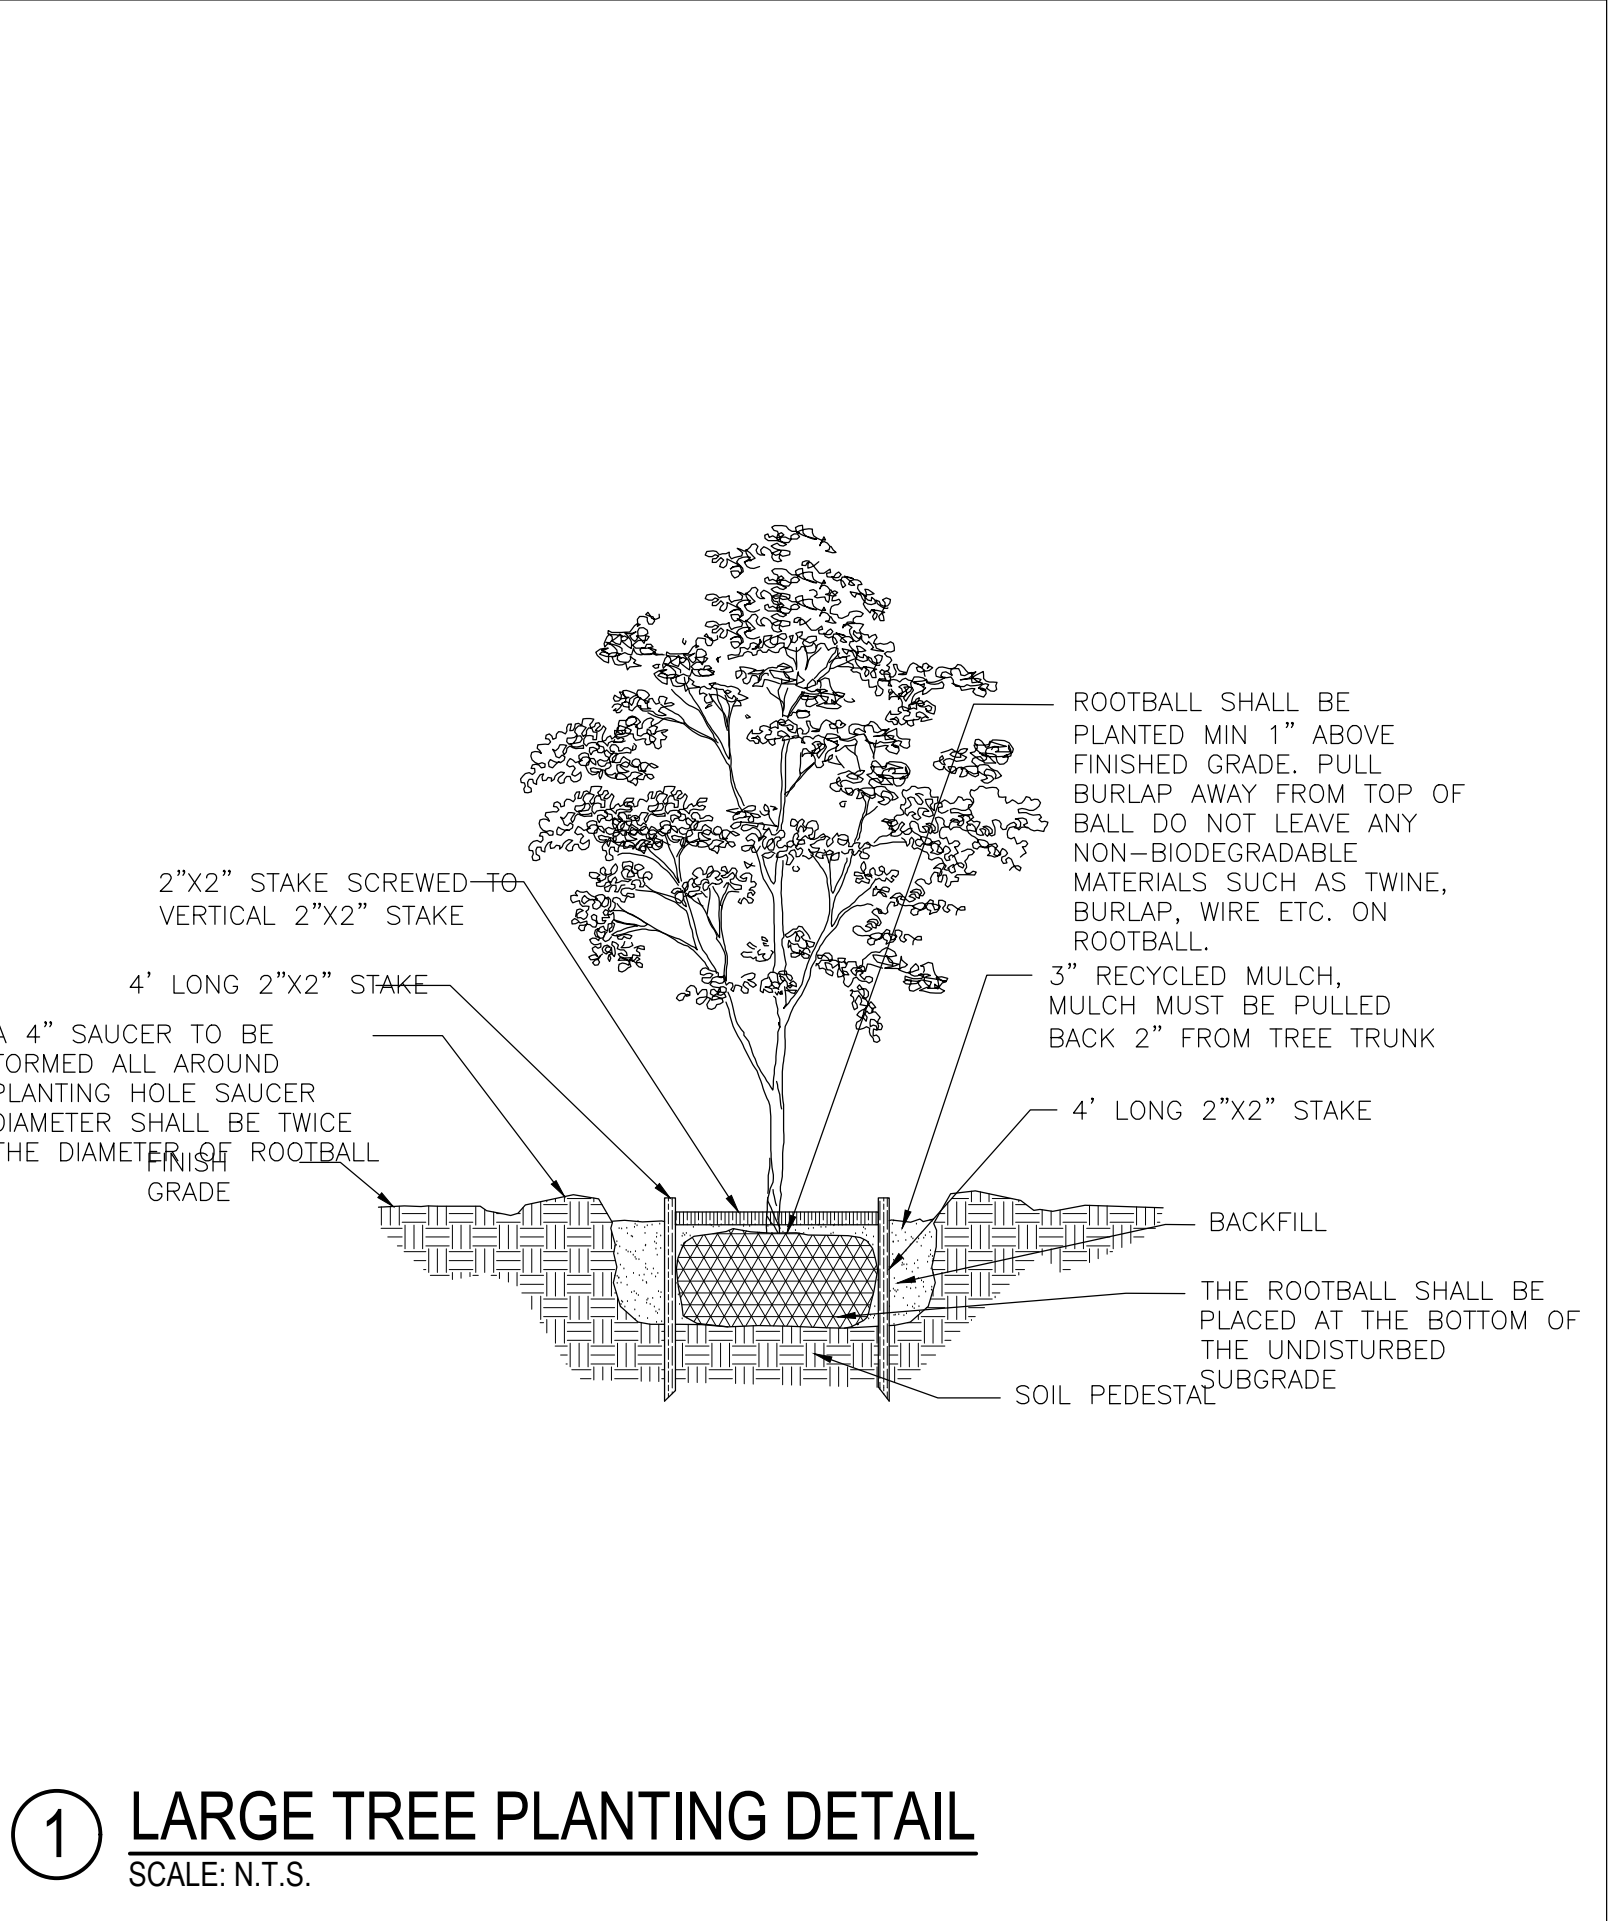 ROOTBALL SHALL BE
PLANTED MIN 1" ABOVE
FINISHED GRADE. PULL
BURLAP AWAY FROM TOP OF
BALL DO NOT LEAVE ANY
NON-BIODEGRADABLE
MATERIALS SUCH AS TWINE,
BURLAP, WIRE ETC. ON
ROOTBALL.
2"X2" STAKE SCREWED TO
VERTICAL 2"X2" STAKE
4' LONG 2"X2" STAKE
A 4" SAUCER TO BE
FORMED ALL AROUND
PLANTING HOLE SAUCER
DIAMETER SHALL BE TWICE
THE DIAMETER OF ROOTBALL
FINISH
GRADE
3" RECYCLED MULCH,
MULCH MUST BE PULLED
BACK 2" FROM TREE TRUNK
4' LONG 2"X2" STAKE
BACKFILL
THE ROOTBALL SHALL BE
PLACED AT THE BOTTOM OF
THE UNDISTURBED
SUBGRADE
SOIL PEDESTAL
1
LARGE TREE PLANTING DETAIL
SCALE: N.T.S.